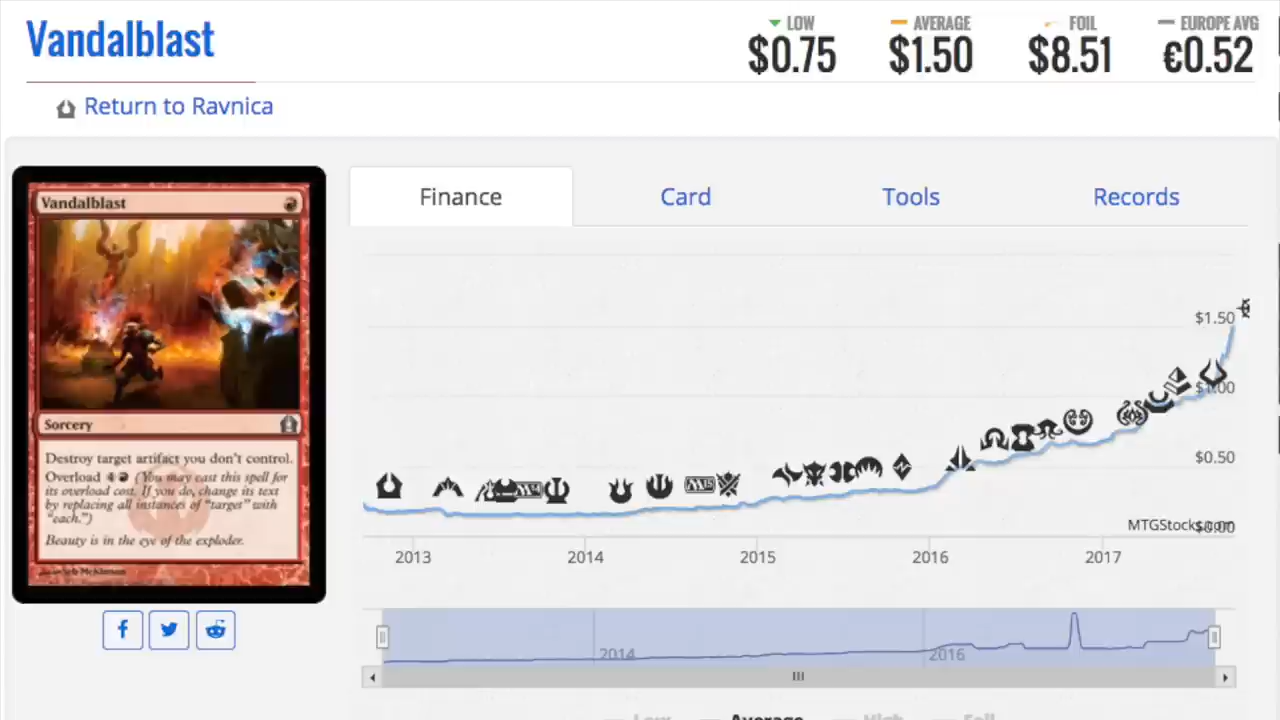 Vandalblast
LOW
AVERAGE
FOIL
EUROPE AVG
$0.75
$1.50
$8.51
€0.52
Return to Ravnica
Vandalblast
Sorcery
Destroy target artifact you don't control.
Overload 4 (You may cast this spell for
its overload cost. If you do, change its text
by replacing all instances of "target" with
"each.")
Beauty is in the eye of the exploder.
Finance
Card
Tools
Records
$1.50
$1.00
$0.50
$0.00
MTGStocks.com
2013
2014
2015
2016
2017
2014
2016
Low
Average
High
Foil